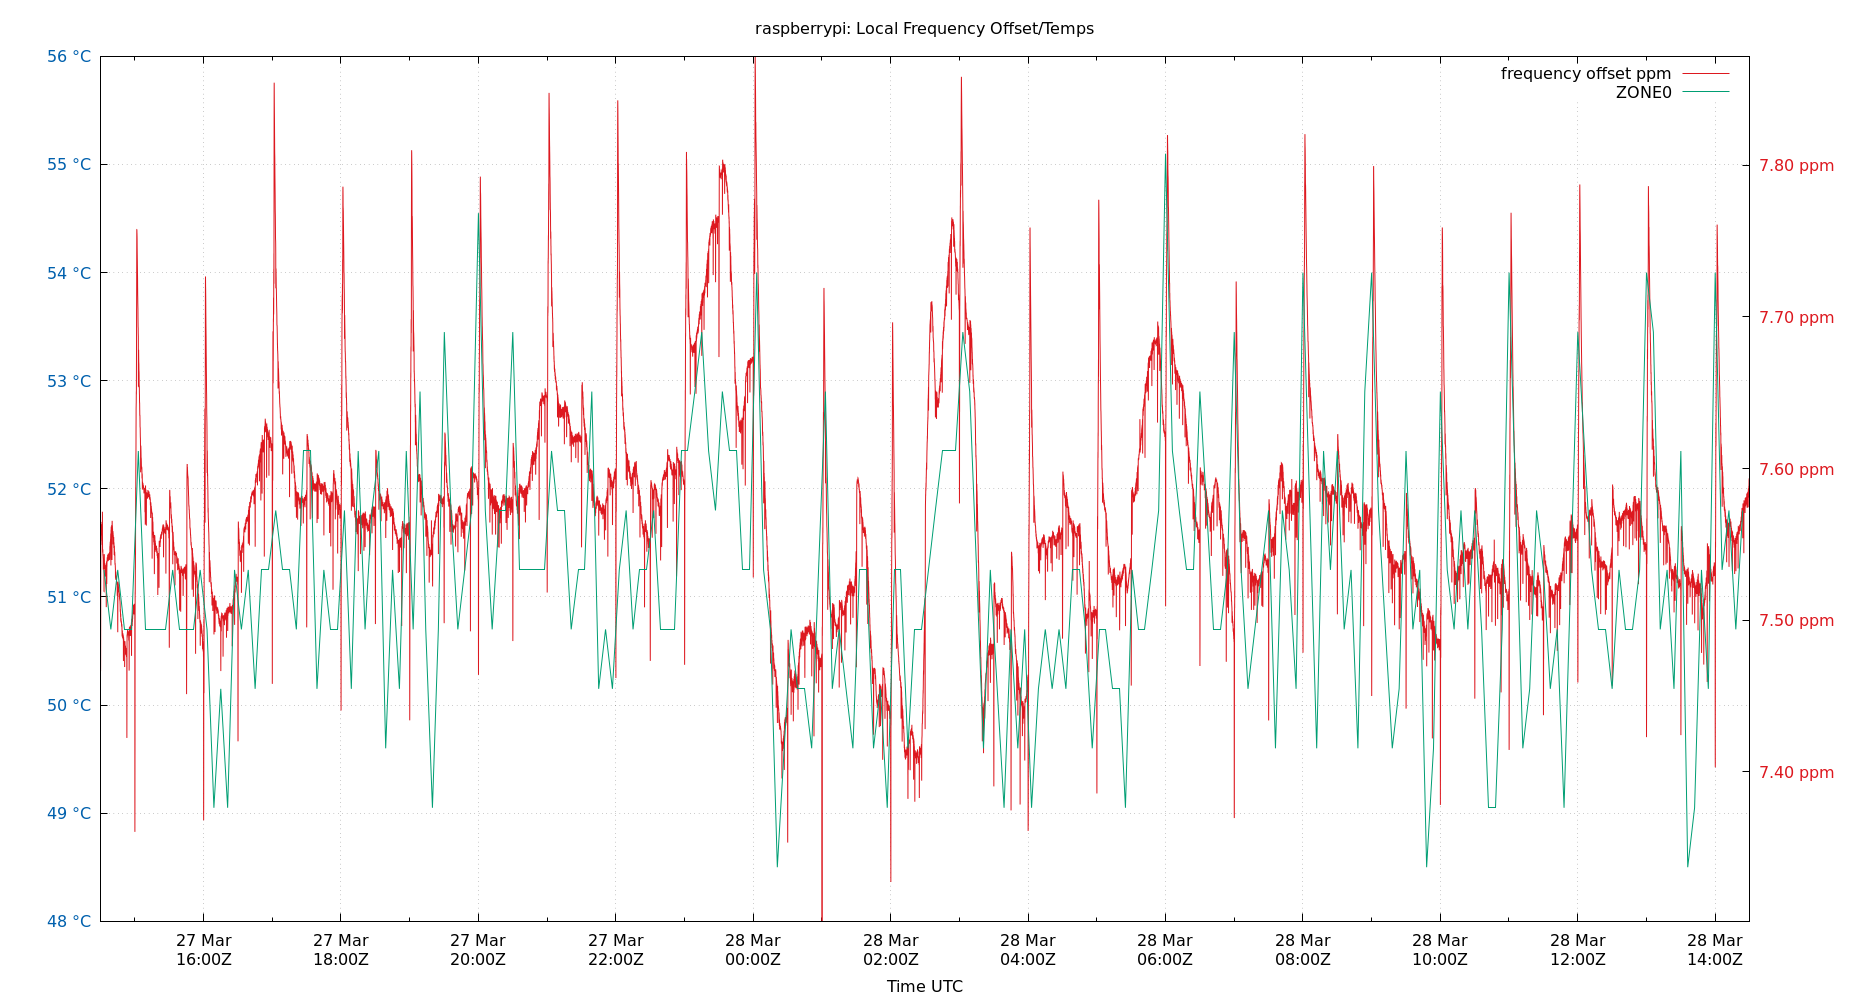 raspberrypi: Local Frequency Offset/Temps
frequency offset ppm
ZONE0
56 °C
55 °C
54 °C
53 °C
52 °C
51 °C
50 °C
49 °C
48 °C
7.80 ppm
7.70 ppm
7.60 ppm
7.50 ppm
7.40 ppm
27 Mar
16:00Z
27 Mar
18:00Z
27 Mar
20:00Z
27 Mar
22:00Z
28 Mar
00:00Z
28 Mar
02:00Z
28 Mar
04:00Z
28 Mar
06:00Z
28 Mar
08:00Z
28 Mar
10:00Z
28 Mar
12:00Z
28 Mar
14:00Z
Time UTC